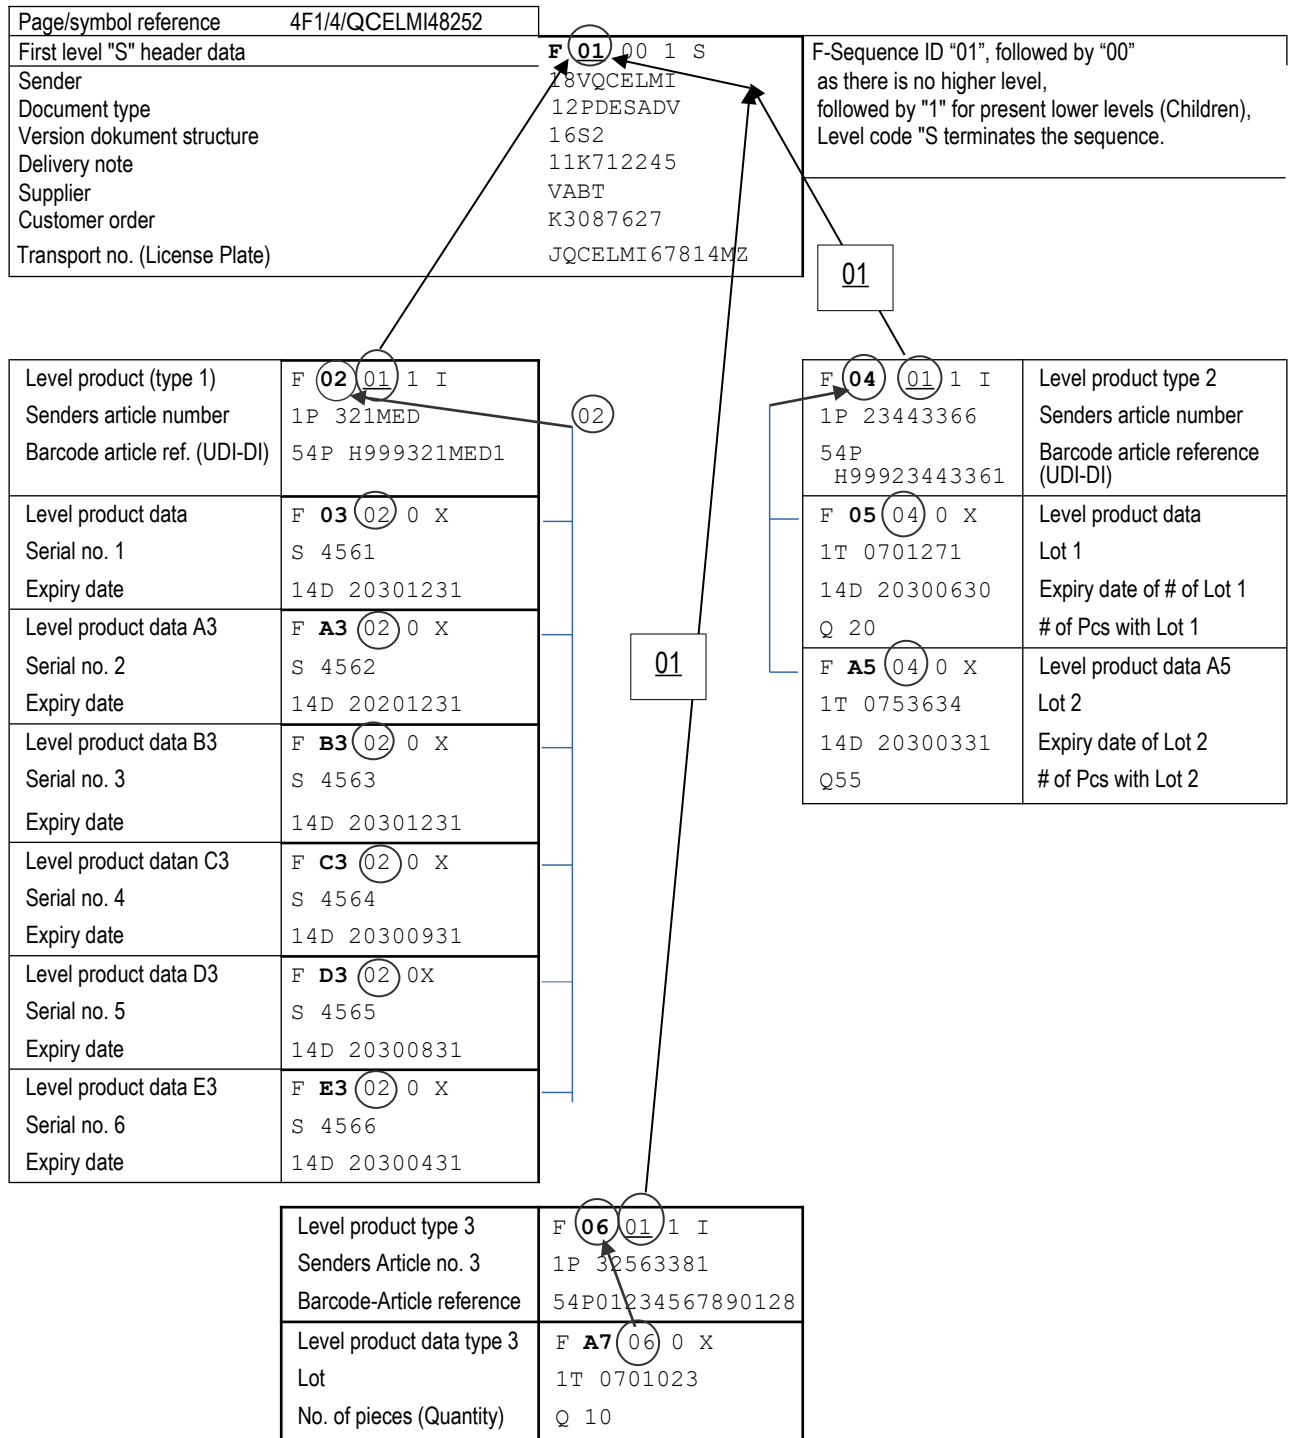 Page/symbol reference 4F1/4/QCELMI48252
First level "S" header data F 01 00 1 S
Sender 18VQCELMI
Document type 12PDESADV
Version dokument structure 16S2
Delivery note 11K712245
Supplier VABT
Customer order K3087627
Transport no. (License Plate) JQCELMI67814MZ
F-Sequence ID “01”, followed by “00”
as there is no higher level,
followed by "1" for present lower levels (Children),
Level code "S terminates the sequence.
01
Level product (type 1) F 02 01 1 I
Senders article number 1P 321MED
Barcode article ref. (UDI-DI) 54P H999321MED1
Level product data F 03 02 0 X
Serial no. 1 S 4561
Expiry date 14D 20301231
Level product data A3 F A3 02 0 X
Serial no. 2 S 4562
Expiry date 14D 20201231
Level product data B3 F B3 02 0 X
Serial no. 3 S 4563
Expiry date 14D 20301231
Level product datan C3 F C3 02 0 X
Serial no. 4 S 4564
Expiry date 14D 20300931
Level product data D3 F D3 02 0X
Serial no. 5 S 4565
Expiry date 14D 20300831
Level product data E3 F E3 02 0 X
Serial no. 6 S 4566
Expiry date 14D 20300431
02
01
F 04 01 1 I Level product type 2
1P 23443366 Senders article number
54P Barcode article reference
H99923443361 (UDI-DI)
F 05 04 0 X Level product data
1T 0701271 Lot 1
14D 20300630 Expiry date of # of Lot 1
Q 20 # of Pcs with Lot 1
F A5 04 0 X Level product data A5
1T 0753634 Lot 2
14D 20300331 Expiry date of Lot 2
Q55 # of Pcs with Lot 2
Level product type 3 F 06 01 1 I
Senders Article no. 3 1P 32563381
Barcode-Article reference 54P01234567890128
Level product data type 3 F A7 06 0 X
Lot 1T 0701023
No. of pieces (Quantity) Q 10